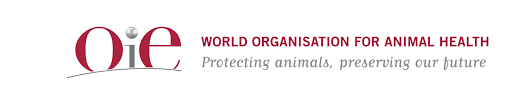 OiE
WORLD ORGANISATION FOR ANIMAL HEALTH
Protecting animals, preserving our future